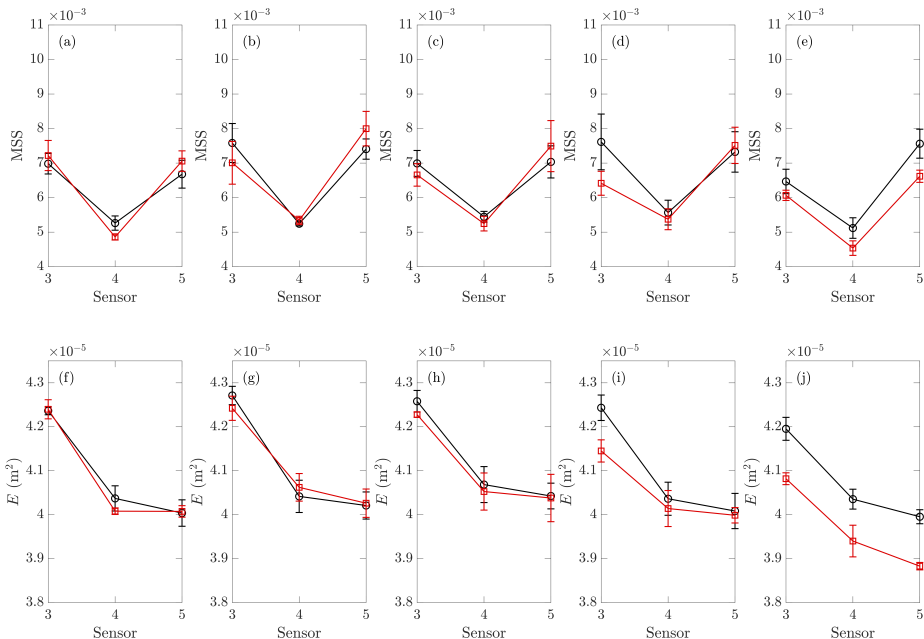 ×10⁻³ ×10⁻³ ×10⁻³ ×10⁻³ ×10⁻³
11 11 11 11 11
(a) (b) (c) (d) (e)
10 10 10 10 10
9 9 9 9 9
MSS MSS MSS MSS MSS
8 8 8 8 8
7 7 7 7 7
6 6 6 6 6
5 5 5 5 5
4 4 4 4 4
3 4 5 3 4 5 3 4 5 3 4 5 3 4 5
Sensor Sensor Sensor Sensor Sensor
×10⁻⁵ ×10⁻⁵ ×10⁻⁵ ×10⁻⁵ ×10⁻⁵
(f) (g) (h) (i) (j)
4.3 4.3 4.3 4.3 4.3
4.2 4.2 4.2 4.2 4.2
E (m²) E (m²) E (m²) E (m²) E (m²)
4.1 4.1 4.1 4.1 4.1
4 4 4 4 4
3.9 3.9 3.9 3.9 3.9
3.8 3.8 3.8 3.8 3.8
3 4 5 3 4 5 3 4 5 3 4 5 3 4 5
Sensor Sensor Sensor Sensor Sensor